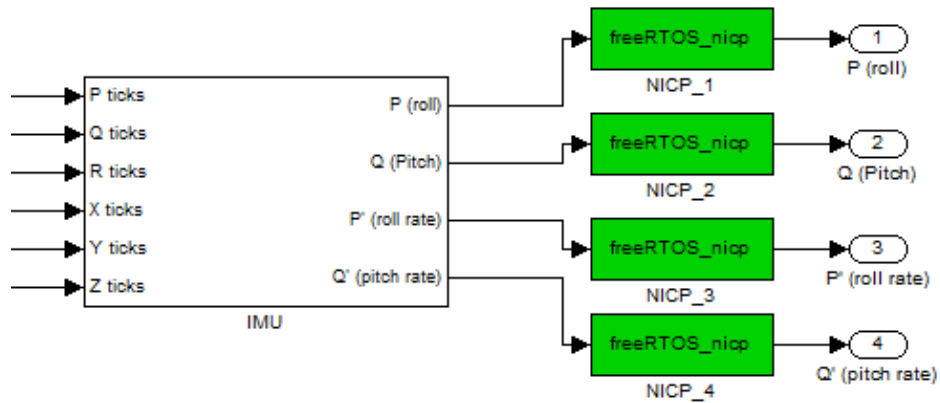 P ticks
Q ticks
R ticks
X ticks
Y ticks
Z ticks
P (roll)
Q (Pitch)
P' (roll rate)
Q' (pitch rate)
IMU
freeRTOS_nicp
NICP_1
1
P (roll)
freeRTOS_nicp
NICP_2
2
Q (Pitch)
freeRTOS_nicp
NICP_3
3
P' (roll rate)
freeRTOS_nicp
NICP_4
4
Q' (pitch rate)